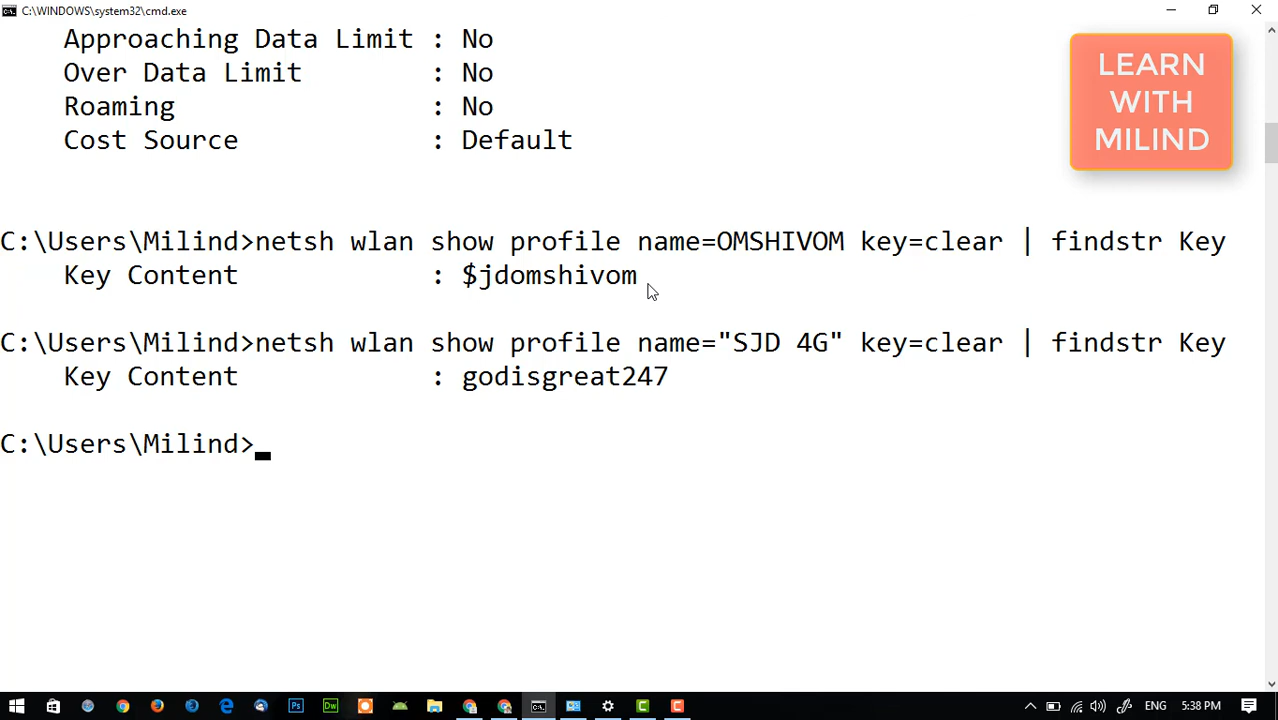 C:\WINDOWS\system32\cmd.exe
Approaching Data Limit : No
Over Data Limit : No
Roaming : No
Cost Source : Default
LEARN
WITH
MILIND
C:\Users\Milind>netsh wlan show profile name=OMSHIVOM key=clear | findstr Key
Key Content : $jdomshivom
C:\Users\Milind>netsh wlan show profile name="SJD 4G" key=clear | findstr Key
Key Content : godisgreat247
C:\Users\Milind>
Ps Dw ENG 5:38 PM